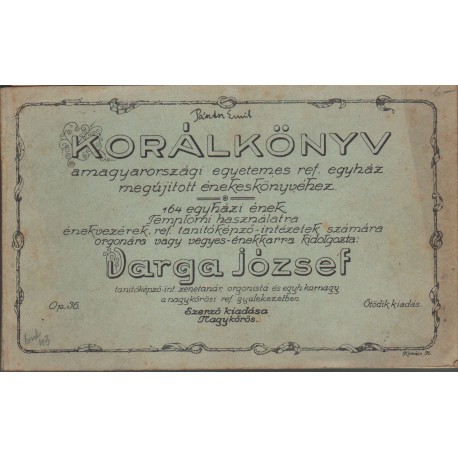 Pásztor Emil
KORÁLKÖNYV
a magyarországi egyetemes ref. egyház
megújított énekeskönyvéhez.
164 egyházi ének
Templomi használatra
énekvezérek, ref. tanítóképző-intézetek számára
orgonára vagy vegyes-énekkarra kidolgozta:
Varga József
tanítóképző-int. zenetanár, orgonista és egyh. karnagy
a nagykőrösi ref. gyülekezetben.
Op. 36.
Ötödik kiadás.
Szerző kiadása
Nagykőrös.